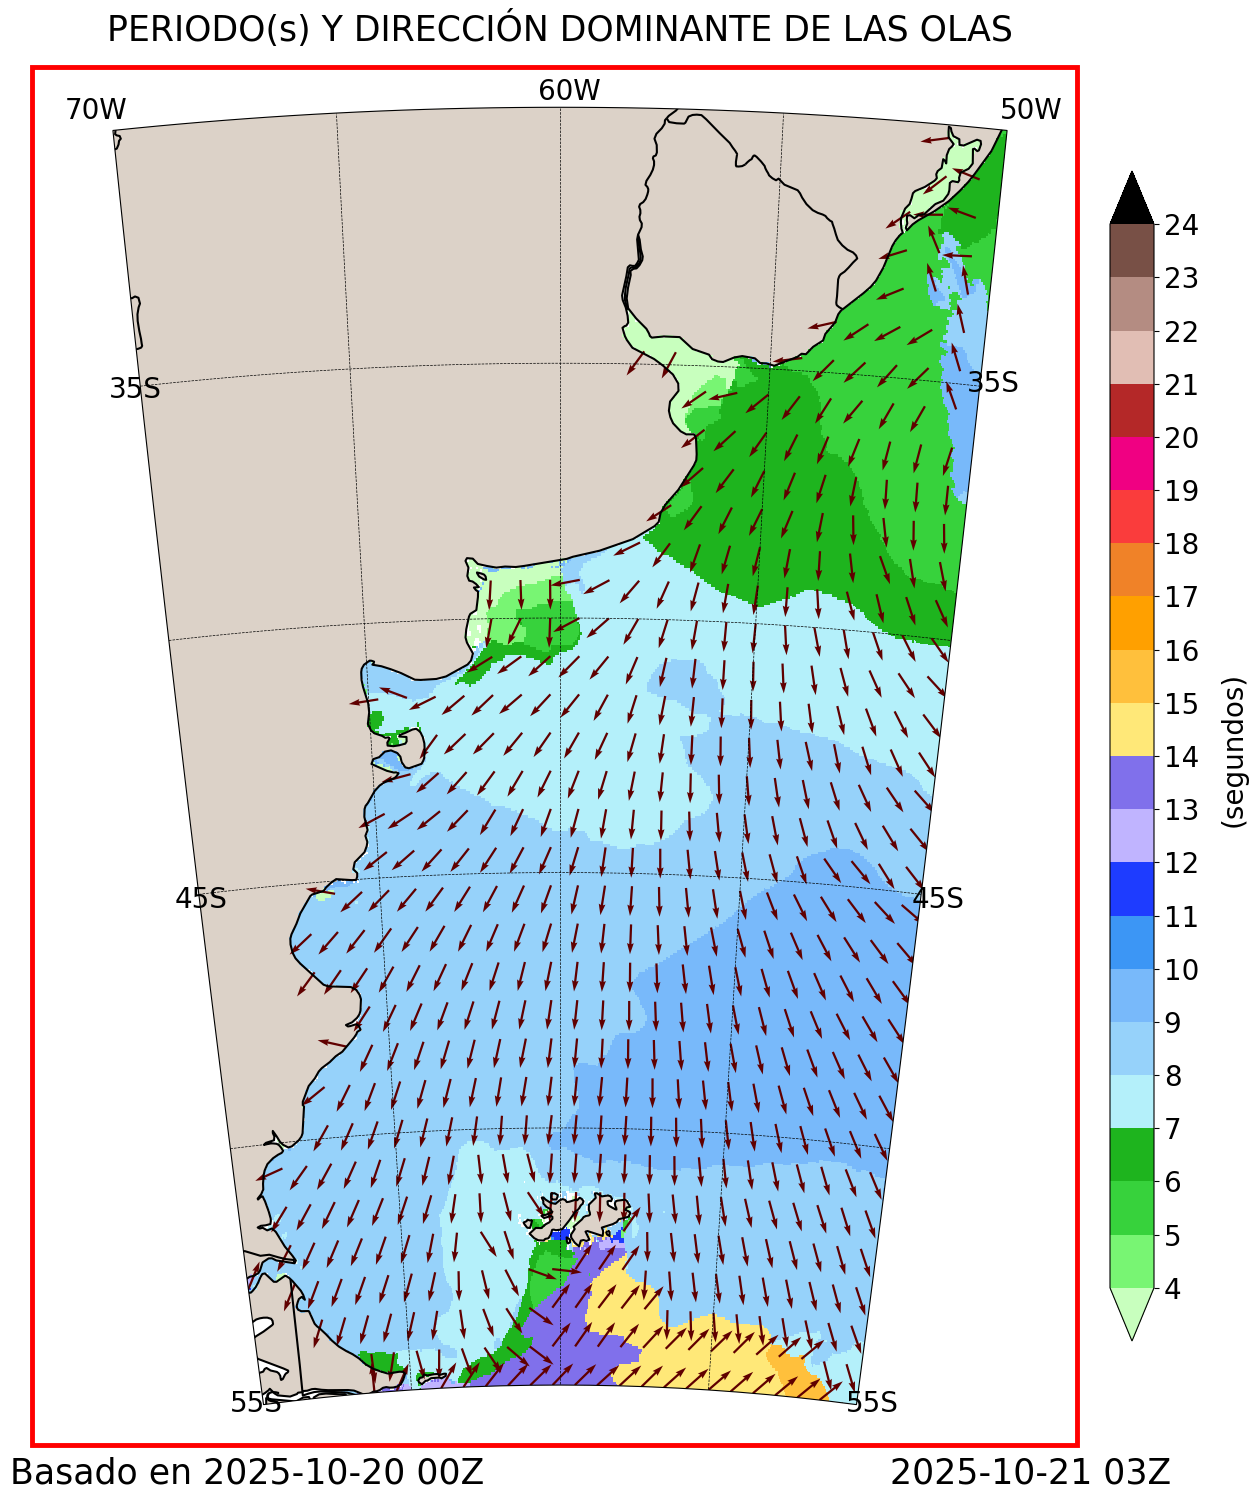 PERIODO(s) Y DIRECCIÓN DOMINANTE DE LAS OLAS
70W
60W
50W
35S
35S
45S
45S
55S
55S
24
23
22
21
20
19
18
17
16
15
14
13
12
11
10
9
8
7
6
5
4
(segundos)
Basado en 2025-10-20 00Z
2025-10-21 03Z